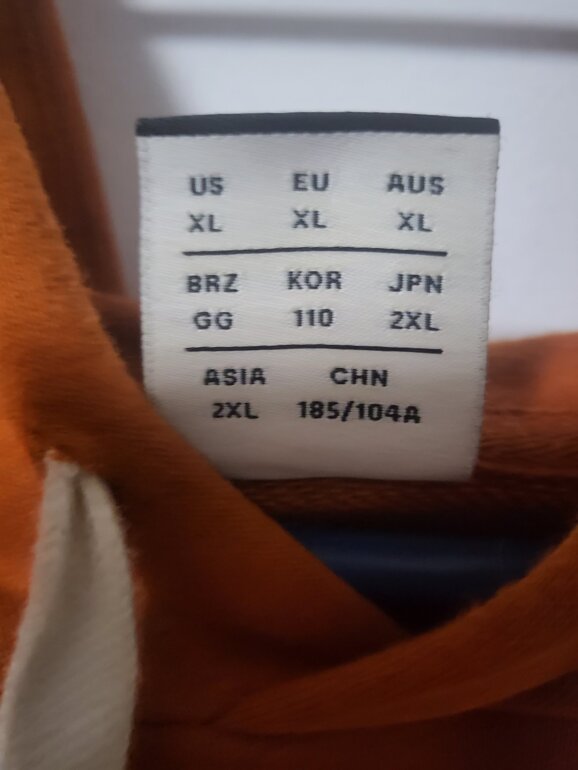 US EU AUS
XL XL XL
BRZ KOR JPN
GG 110 2XL
ASIA CHN
2XL 185/104A